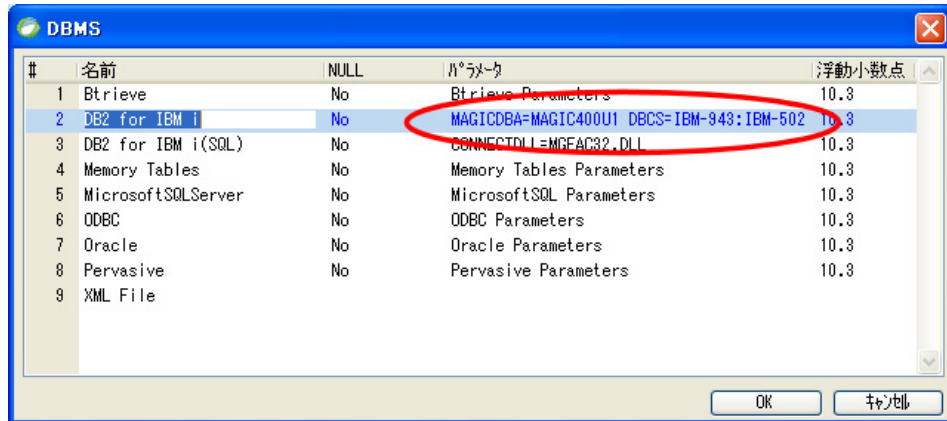 DBMS
# 名前 NULL パラメータ 浮動小数点
1 Btrieve No Btrieve Parameters 10.3
2 DB2 for IBM i No MAGICDBA=MAGIC400U1 DBCS=IBM-943:IBM-502 10.3
3 DB2 for IBM i(SQL) No CONNECTDLL=MGEAC32.DLL 10.3
4 Memory Tables No Memory Tables Parameters 10.3
5 MicrosoftSQLServer No MicrosoftSQL Parameters 10.3
6 ODBC No ODBC Parameters 10.3
7 Oracle No Oracle Parameters 10.3
8 Pervasive No Pervasive Parameters 10.3
9 XML File
OK キャンセル